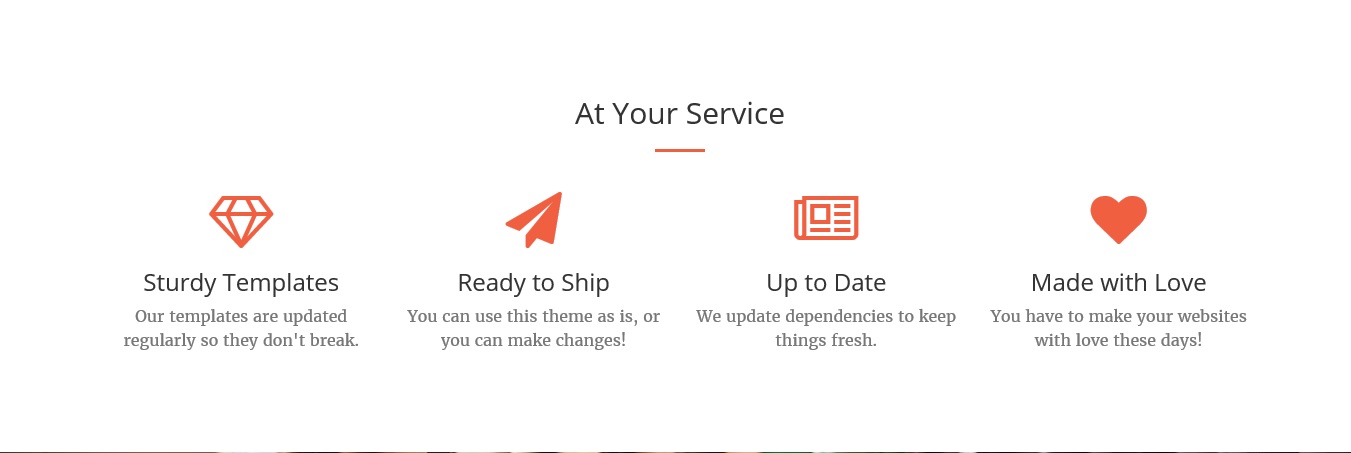 At Your Service
Sturdy Templates
Our templates are updated
regularly so they don't break.
Ready to Ship
You can use this theme as is, or
you can make changes!
Up to Date
We update dependencies to keep
things fresh.
Made with Love
You have to make your websites
with love these days!